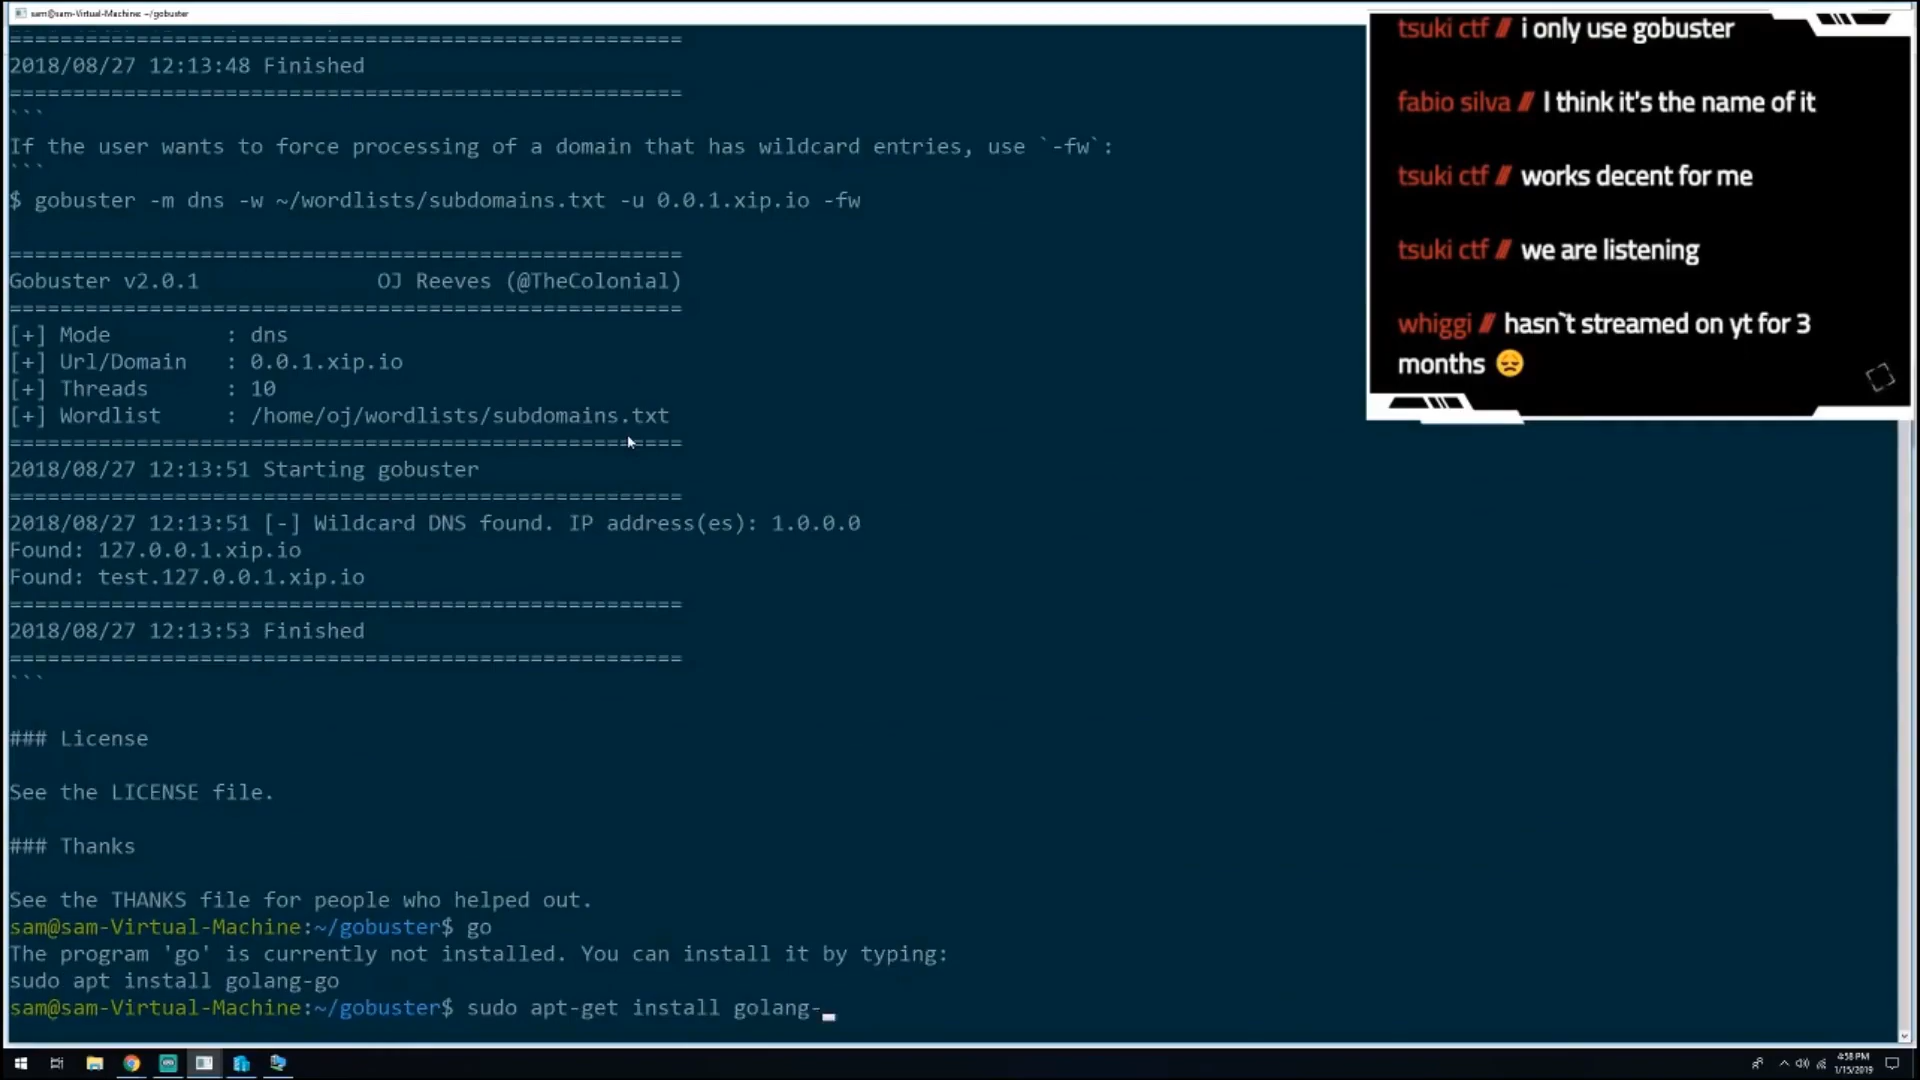 sam@sam-Virtual-Machine: ~/gobuster
=====================================================
2018/08/27 12:13:48 Finished
=====================================================
```
If the user wants to force processing of a domain that has wildcard entries, use `-fw`:
```
$ gobuster -m dns -w ~/wordlists/subdomains.txt -u 0.0.1.xip.io -fw
=====================================================
Gobuster v2.0.1              OJ Reeves (@TheColonial)
=====================================================
[+] Mode         : dns
[+] Url/Domain   : 0.0.1.xip.io
[+] Threads      : 10
[+] Wordlist     : /home/oj/wordlists/subdomains.txt
=====================================================
2018/08/27 12:13:51 Starting gobuster
=====================================================
2018/08/27 12:13:51 [-] Wildcard DNS found. IP address(es): 1.0.0.0
Found: 127.0.0.1.xip.io
Found: test.127.0.0.1.xip.io
=====================================================
2018/08/27 12:13:53 Finished
=====================================================
```
### License
See the LICENSE file.
### Thanks
See the THANKS file for people who helped out.
sam@sam-Virtual-Machine:~/gobuster$ go
The program 'go' is currently not installed. You can install it by typing:
sudo apt install golang-go
sam@sam-Virtual-Machine:~/gobuster$ sudo apt-get install golang-_
tsuki ctf // i only use gobuster
fabio silva // I think it's the name of it
tsuki ctf // works decent for me
tsuki ctf // we are listening
whiggi // hasn`t streamed on yt for 3
months 😞
4:58 PM
1/15/2019